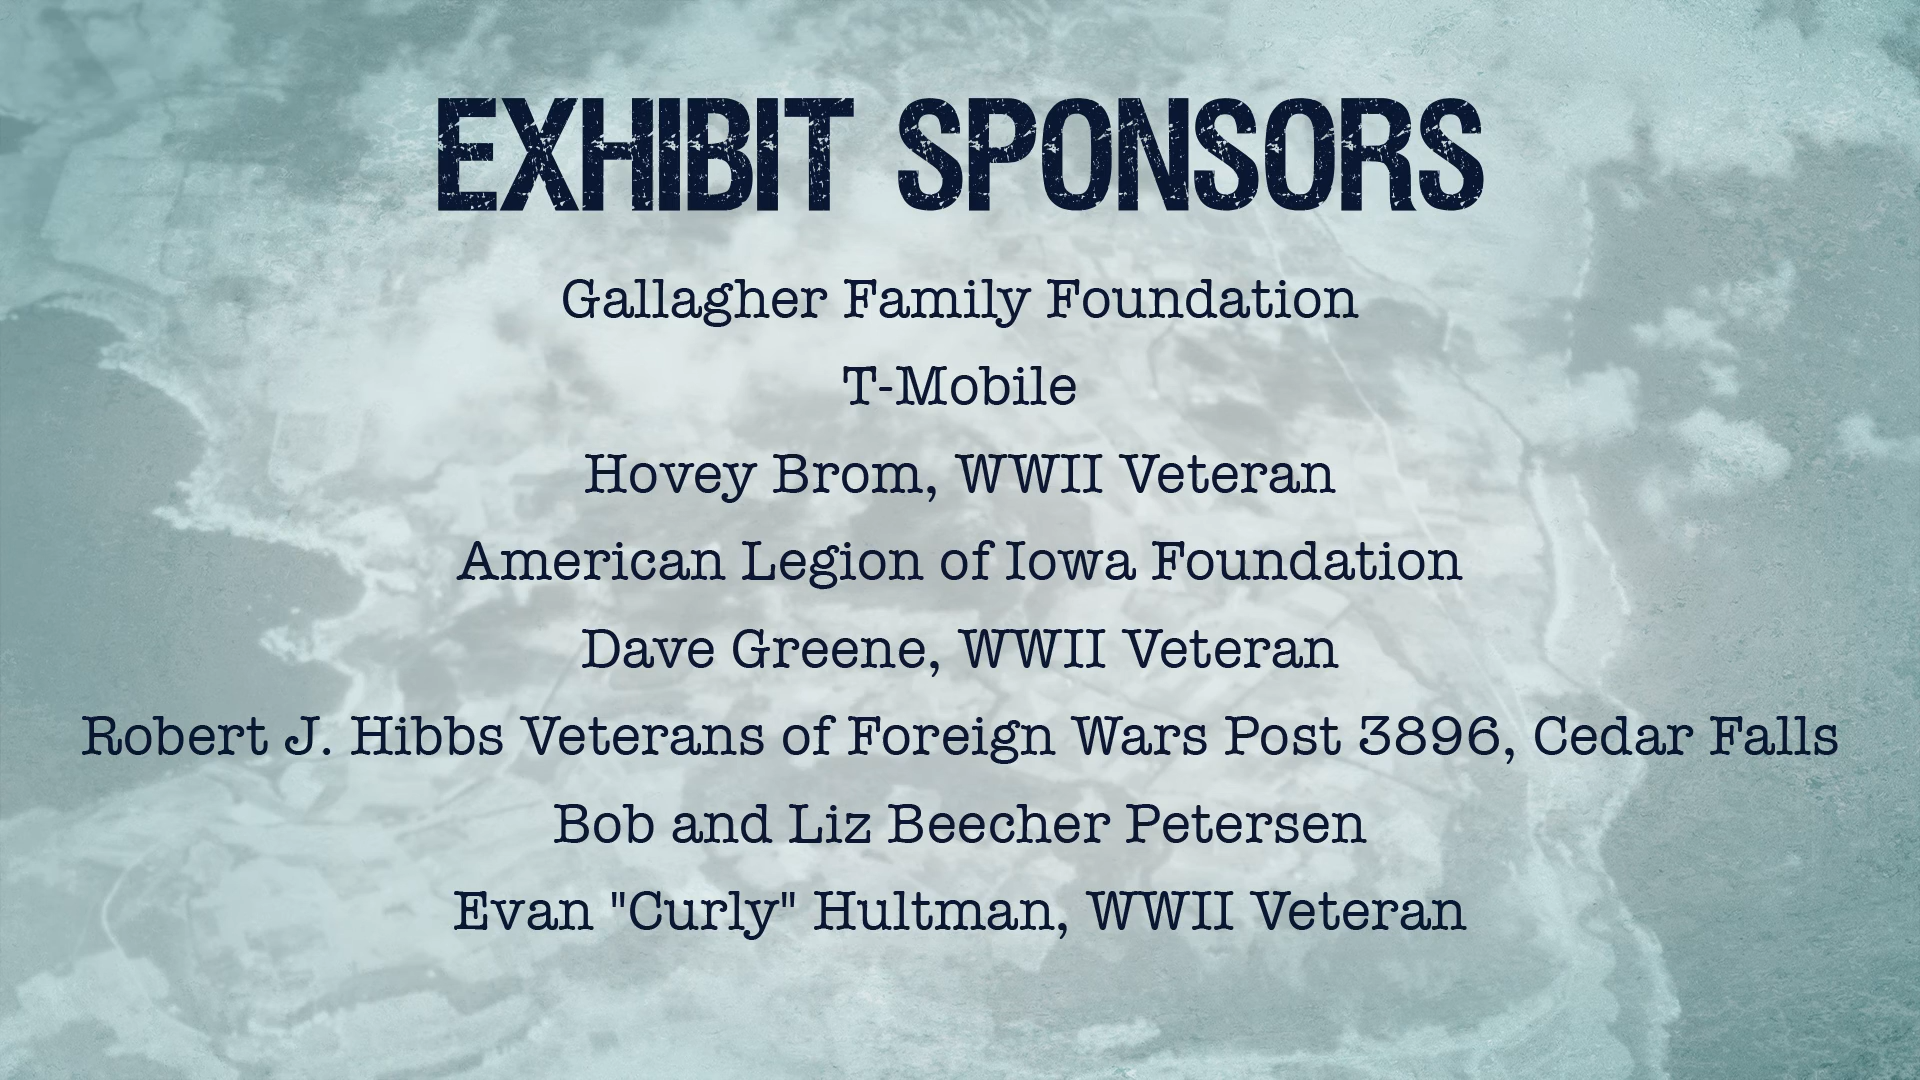 EXHIBIT SPONSORS
Gallagher Family Foundation
T-Mobile
Hovey Brom, WWII Veteran
American Legion of Iowa Foundation
Dave Greene, WWII Veteran
Robert J. Hibbs Veterans of Foreign Wars Post 3896, Cedar Falls
Bob and Liz Beecher Petersen
Evan "Curly" Hultman, WWII Veteran